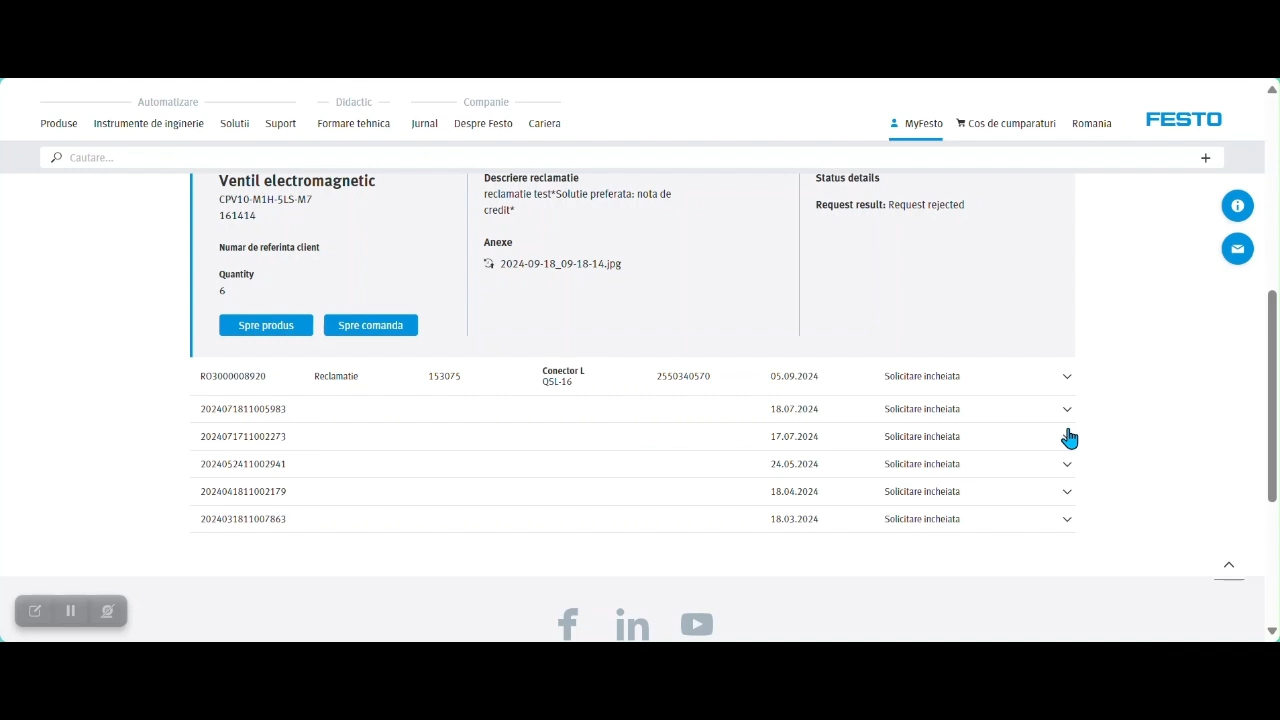 Automatizare
Didactic
Companie
Produse
Instrumente de inginerie
Solutii
Suport
Formare tehnica
Jurnal
Despre Festo
Cariera
MyFesto
Cos de cumparaturi
Romania
FESTO
Cautare...
Ventil electromagnetic
CPV10-M1H-5LS-M7
161414
Numar de referinta client
Quantity
6
Spre produs
Spre comanda
Descriere reclamatie
reclamatie test*Solutie preferata: nota de
credit*
Anexe
2024-09-18_09-18-14.jpg
Status details
Request result: Request rejected
RO3000008920 Reclamatie 153075 Conector L 2550340570 05.09.2024 Solicitare incheiata
QSL-16
2024071811005983 18.07.2024 Solicitare incheiata
2024071711002273 17.07.2024 Solicitare incheiata
2024052411002941 24.05.2024 Solicitare incheiata
2024041811002179 18.04.2024 Solicitare incheiata
2024031811007863 18.03.2024 Solicitare incheiata